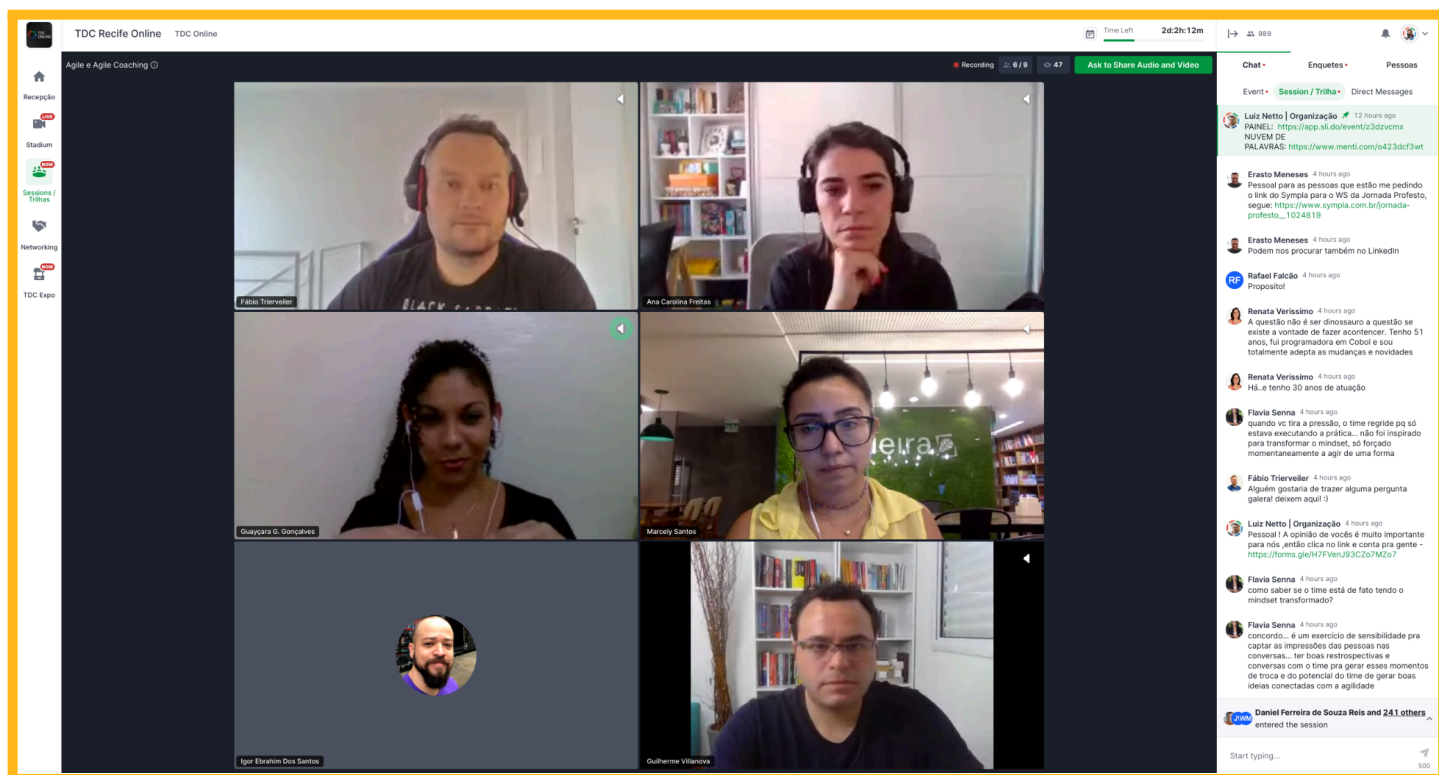 TDC Recife Online
TDC Online
Time Left
2d:2h:12m
989
Agile e Agile Coaching
Recording
6 / 9
47
Ask to Share Audio and Video
Recepção
LIVE
Stadium
NOW
Sessions /
Trilhas
Networking
NOW
TDC Expo
Fábio Trierveiler
Ana Carolina Freitas
Guayçara G. Gonçalves
Marcely Santos
eira
Igor Ebrahim Dos Santos
Guilherme Villanova
Chat
Enquetes
Pessoas
Event
Session / Trilha
Direct Messages
Luiz Netto | Organização 12 hours ago
PAINEL: https://app.sli.do/event/z3dzvcmx
NUVEM DE
PALAVRAS: https://www.menti.com/o423dcf3wt
Erasto Meneses 4 hours ago
Pessoal para as pessoas que estão me pedindo
o link do Sympla para o WS da Jornada Profesto,
segue: https://www.sympla.com.br/jornada-
profesto__1024819
Erasto Meneses 4 hours ago
Podem nos procurar também no LinkedIn
RF
Rafael Falcão 4 hours ago
Proposito!
Renata Verissimo 4 hours ago
A questão não é ser dinossauro a questão se
existe a vontade de fazer acontencer. Tenho 51
anos, fui programadora em Cobol e sou
totalmente adepta as mudanças e novidades
Renata Verissimo 4 hours ago
Há..e tenho 30 anos de atuação
Flavia Senna 4 hours ago
quando vc tira a pressão, o time regride pq só
estava executando a prática... não foi inspirado
para transformar o mindset, só forçado
momentaneamente a agir de uma forma
Fábio Trierveiler 4 hours ago
Alguém gostaria de trazer alguma pergunta
galera! deixem aqui! :)
Luiz Netto | Organização 4 hours ago
Pessoal ! A opinião de vocês é muito importante
para nós ,então clica no link e conta pra gente -
https://forms.gle/H7FVenJ93CZo7MZo7
Flavia Senna 4 hours ago
como saber se o time está de fato tendo o
mindset transformado?
Flavia Senna 4 hours ago
concordo... é um exercício de sensibilidade pra
captar as impressões das pessoas nas
conversas... ter boas restrospectivas e
conversas com o time pra gerar esses momentos
de troca e do potencial do time de gerar boas
ideias conectadas com a agilidade
Daniel Ferreira de Souza Reis and 241 others
entered the session
Start typing...
500